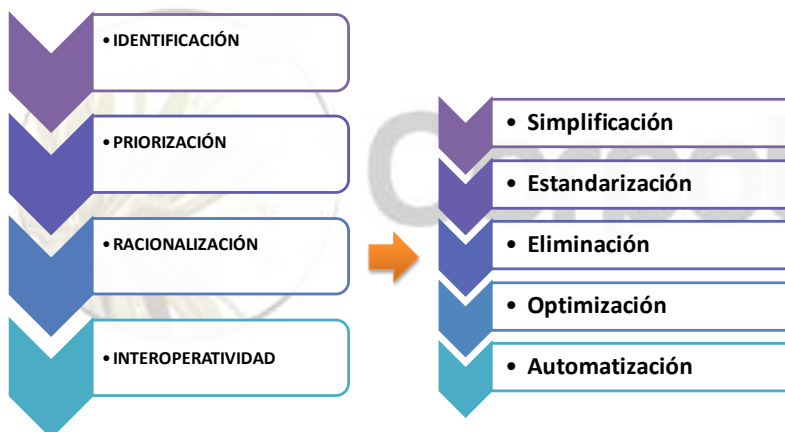 • IDENTIFICACIÓN
• PRIORIZACIÓN
• RACIONALIZACIÓN
• INTEROPERATIVIDAD
• Simplificación
• Estandarización
• Eliminación
• Optimización
• Automatización